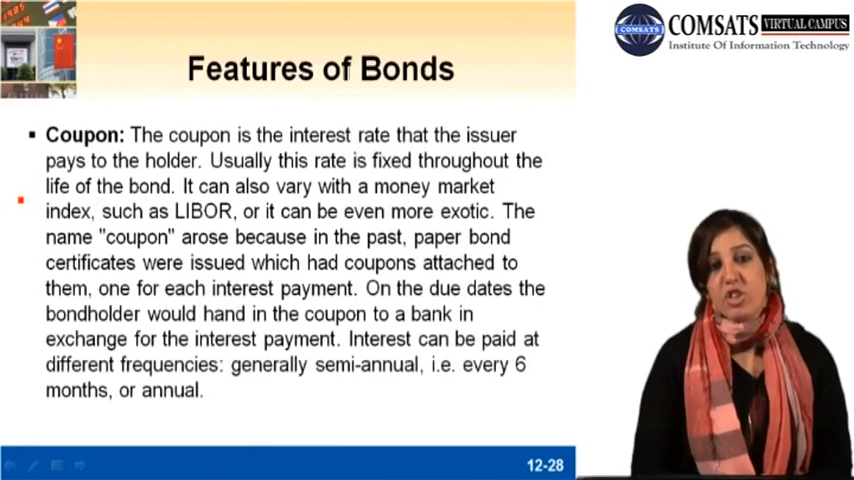 COMSATS VIRTUAL CAMPUS
Institute Of Information Technology
COMSATS
Features of Bonds
▪ Coupon: The coupon is the interest rate that the issuer
pays to the holder. Usually this rate is fixed throughout the
life of the bond. It can also vary with a money market
index, such as LIBOR, or it can be even more exotic. The
name "coupon" arose because in the past, paper bond
certificates were issued which had coupons attached to
them, one for each interest payment. On the due dates the
bondholder would hand in the coupon to a bank in
exchange for the interest payment. Interest can be paid at
different frequencies: generally semi-annual, i.e. every 6
months, or annual.
12-28